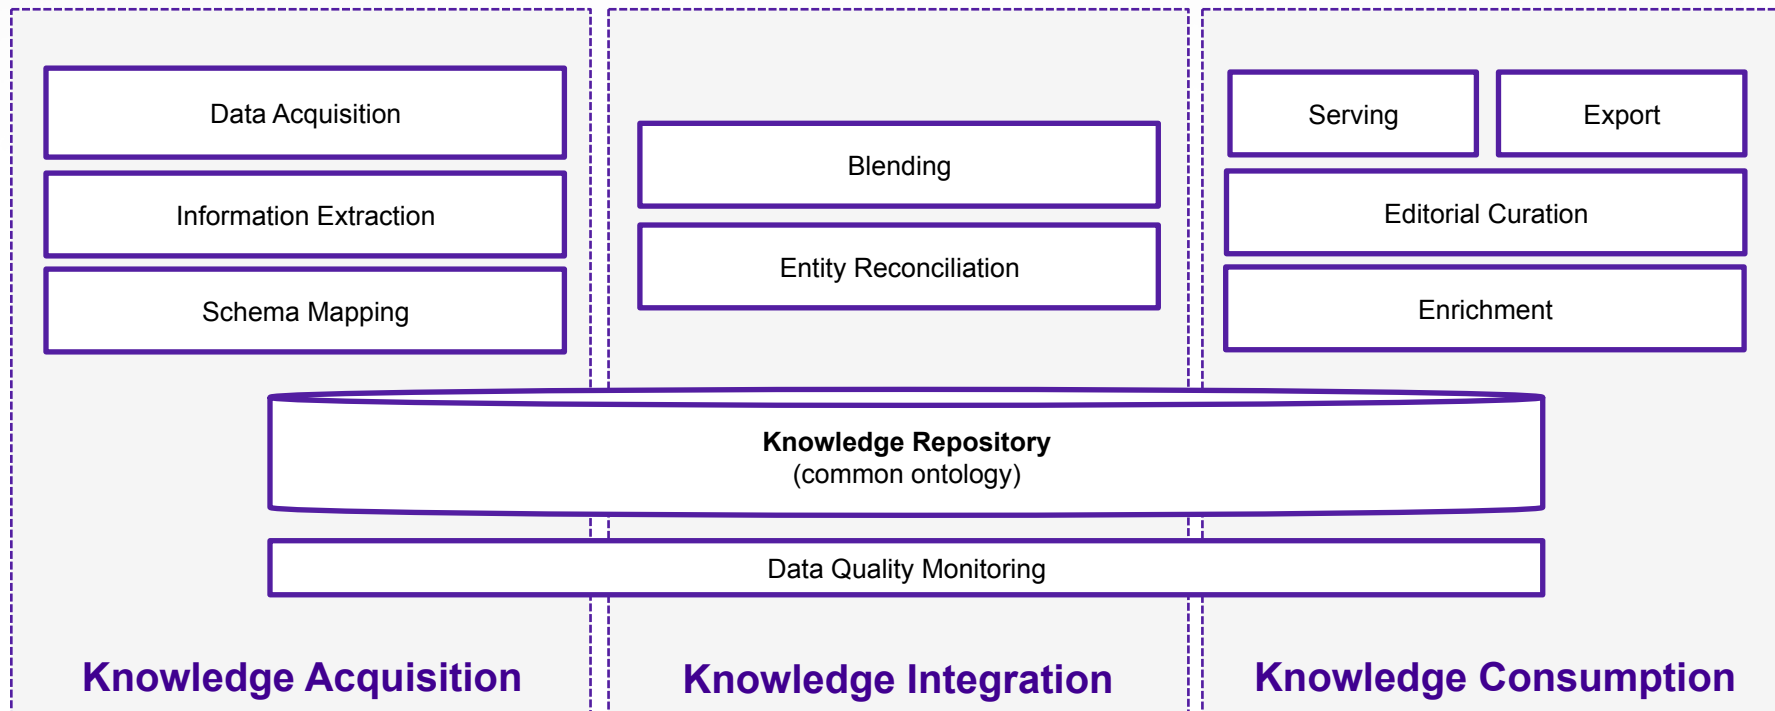 Data Acquisition
Information Extraction
Schema Mapping
Blending
Entity Reconciliation
Serving
Export
Editorial Curation
Enrichment
Knowledge Repository
(common ontology)
Data Quality Monitoring
Knowledge Acquisition
Knowledge Integration
Knowledge Consumption